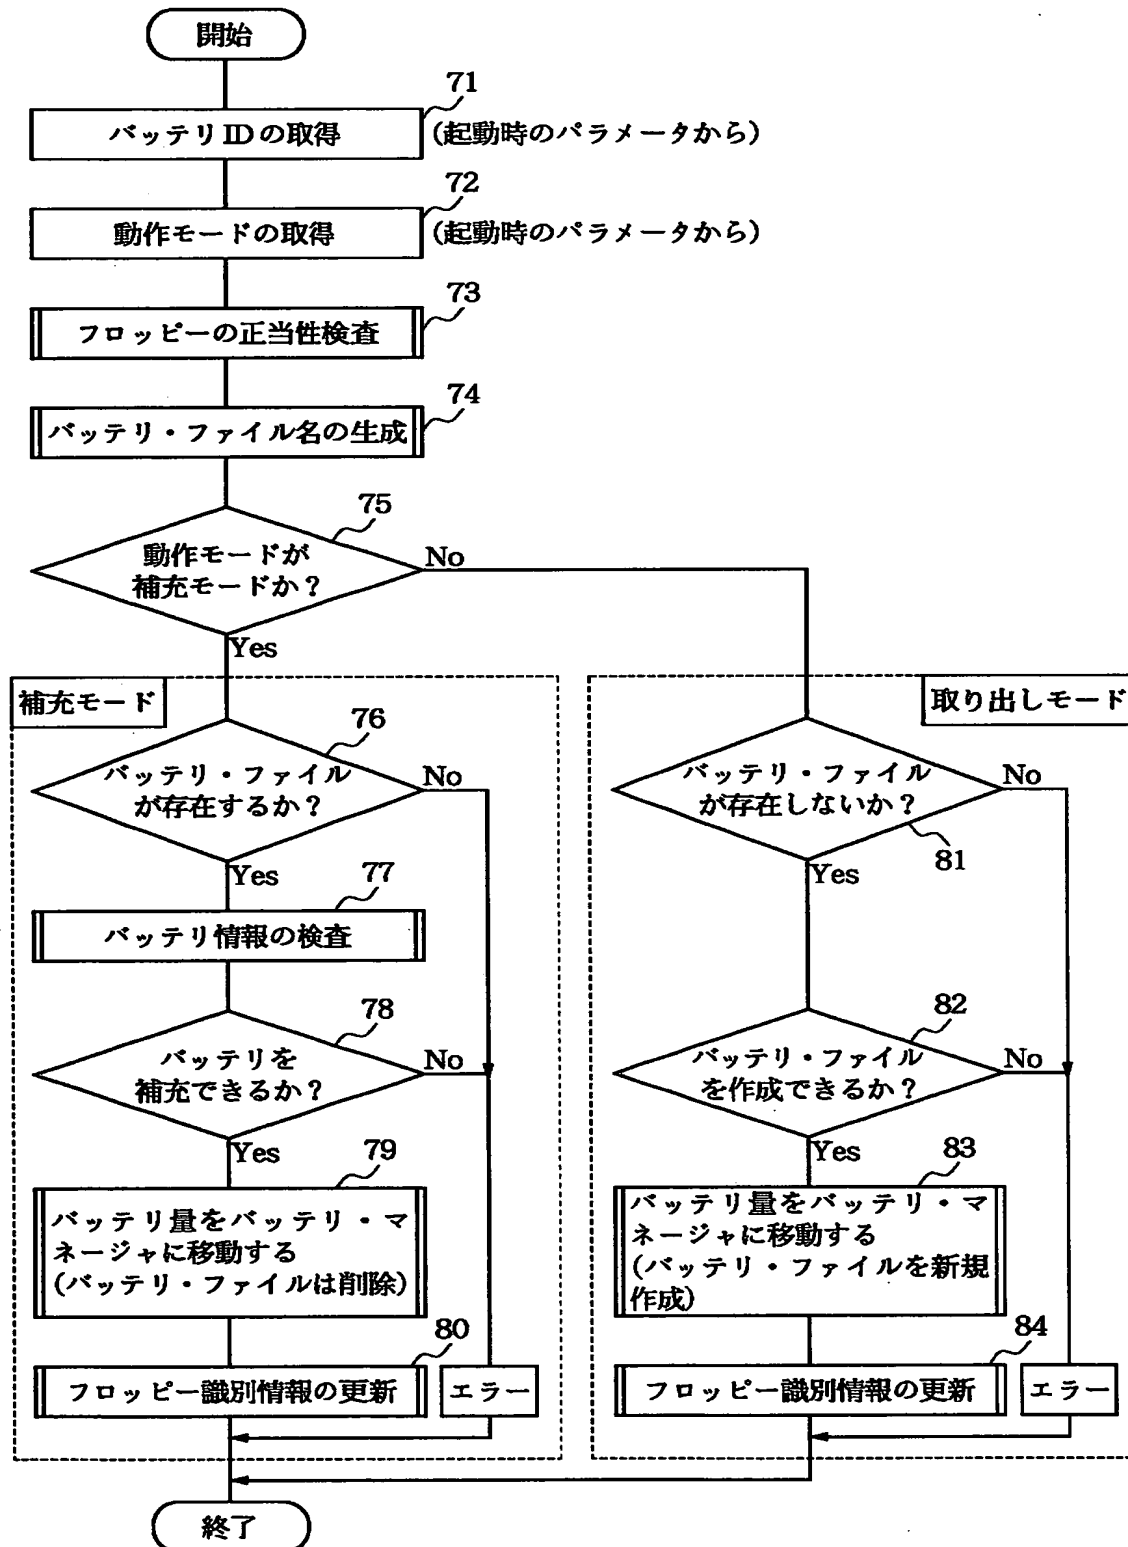 開始
71
バッテリIDの取得
(起動時のパラメータから)
72
動作モードの取得
(起動時のパラメータから)
73
フロッピーの正当性検査
74
バッテリ・ファイル名の生成
75
動作モードが
補充モードか?
No
Yes
補充モード
76
バッテリ・ファイル
が存在するか?
No
Yes
77
バッテリ情報の検査
78
バッテリを
補充できるか?
No
Yes
79
バッテリ量をバッテリ・マ
ネージャに移動する
(バッテリ・ファイルは削除)
80
フロッピー識別情報の更新
エラー
取り出しモード
バッテリ・ファイル
が存在しないか?
No
81
Yes
82
バッテリ・ファイル
を作成できるか?
No
Yes
83
バッテリ量をバッテリ・マ
ネージャに移動する
(バッテリ・ファイルを新規
作成)
84
フロッピー識別情報の更新
エラー
終了